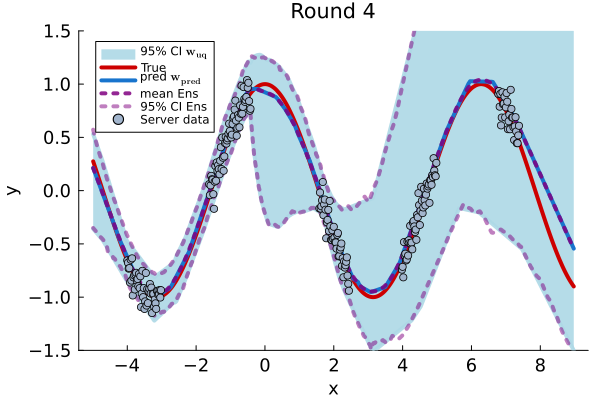 Round 4
95% CI w_uq
True
pred w_pred
mean Ens
95% CI Ens
Server data
y
1.5
1.0
0.5
0.0
−0.5
−1.0
−1.5
−4 −2 0 2 4 6 8
x